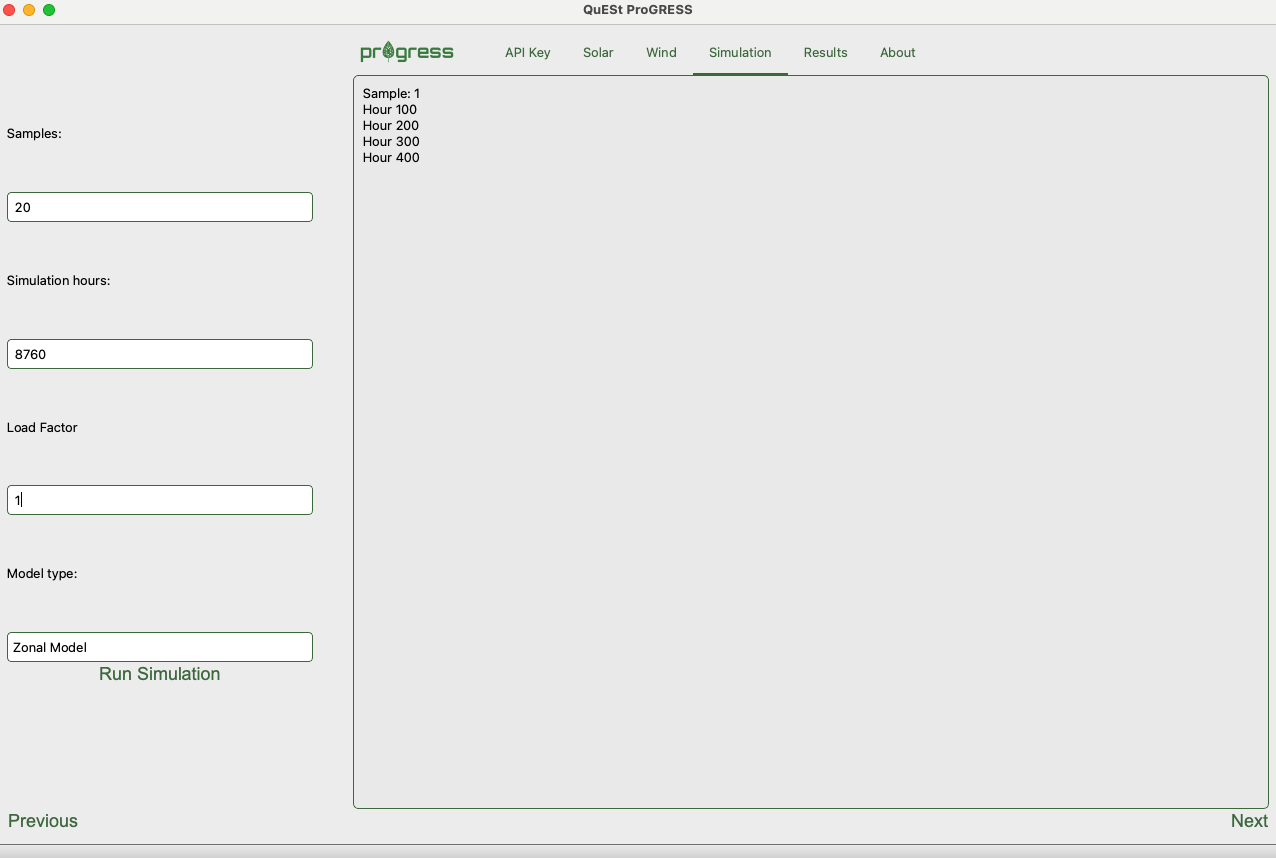 QuESt ProGRESS
progress
API Key
Solar
Wind
Simulation
Results
About
Samples:
20
Simulation hours:
8760
Load Factor
1
Model type:
Zonal Model
Run Simulation
Sample: 1
Hour 100
Hour 200
Hour 300
Hour 400
Previous
Next